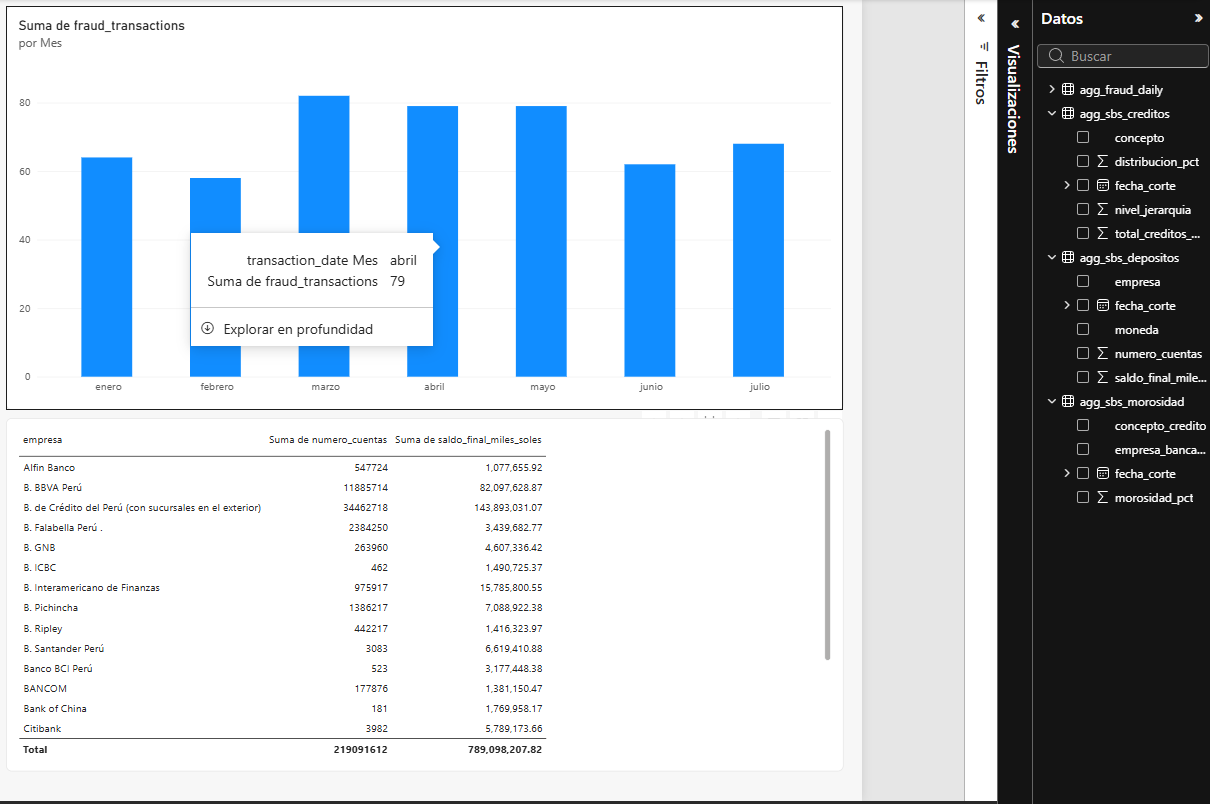 Suma de fraud_transactions
por Mes
80
60
40
20
0
enero febrero marzo abril mayo junio julio
transaction_date Mes abril
Suma de fraud_transactions 79
Explorar en profundidad
empresa Suma de numero_cuentas Suma de saldo_final_miles_soles
Alfin Banco 547724 1,077,655.92
B. BBVA Perú 11885714 82,097,628.87
B. de Crédito del Perú (con sucursales en el exterior) 34462718 143,893,031.07
B. Falabella Perú . 2384250 3,439,682.77
B. GNB 263960 4,607,336.42
B. ICBC 462 1,490,725.37
B. Interamericano de Finanzas 975917 15,785,800.55
B. Pichincha 1386217 7,088,922.38
B. Ripley 442217 1,416,323.97
B. Santander Perú 3083 6,619,410.88
Banco BCI Perú 523 3,177,448.38
BANCOM 177876 1,381,150.47
Bank of China 181 1,769,958.17
Citibank 3982 5,789,173.66
Total 219091612 789,098,207.82
Filtros
Visualizaciones
Datos
Buscar
agg_fraud_daily
agg_sbs_creditos
concepto
distribucion_pct
fecha_corte
nivel_jerarquia
total_creditos_...
agg_sbs_depositos
empresa
fecha_corte
moneda
numero_cuentas
saldo_final_mile...
agg_sbs_morosidad
concepto_credito
empresa_banca...
fecha_corte
morosidad_pct